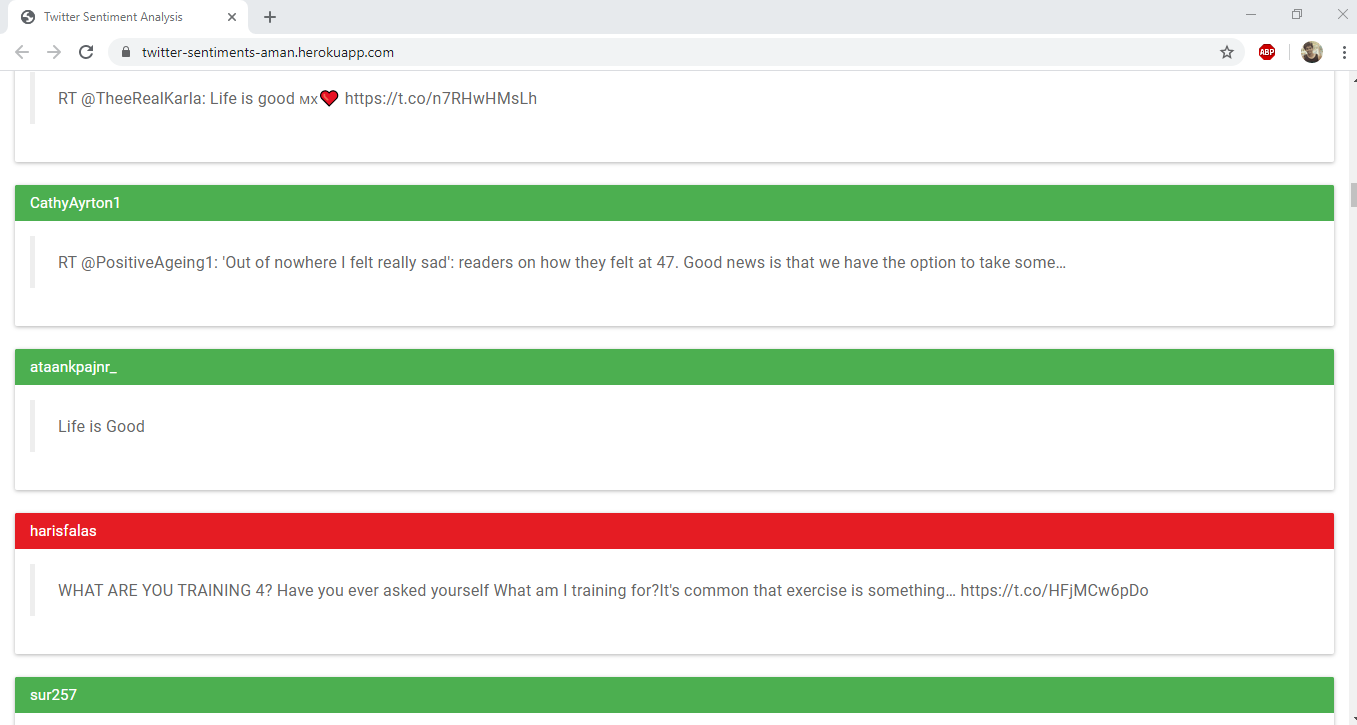 Twitter Sentiment Analysis
twitter-sentiments-aman.herokuapp.com
ABP
RT @TheeRealKarla: Life is good ᴍx❤️ https://t.co/n7RHwHMsLh
CathyAyrton1
RT @PositiveAgeing1: 'Out of nowhere I felt really sad': readers on how they felt at 47. Good news is that we have the option to take some…
ataankpajnr_
Life is Good
harisfalas
WHAT ARE YOU TRAINING 4? Have you ever asked yourself What am I training for?It's common that exercise is something… https://t.co/HFjMCw6pDo
sur257